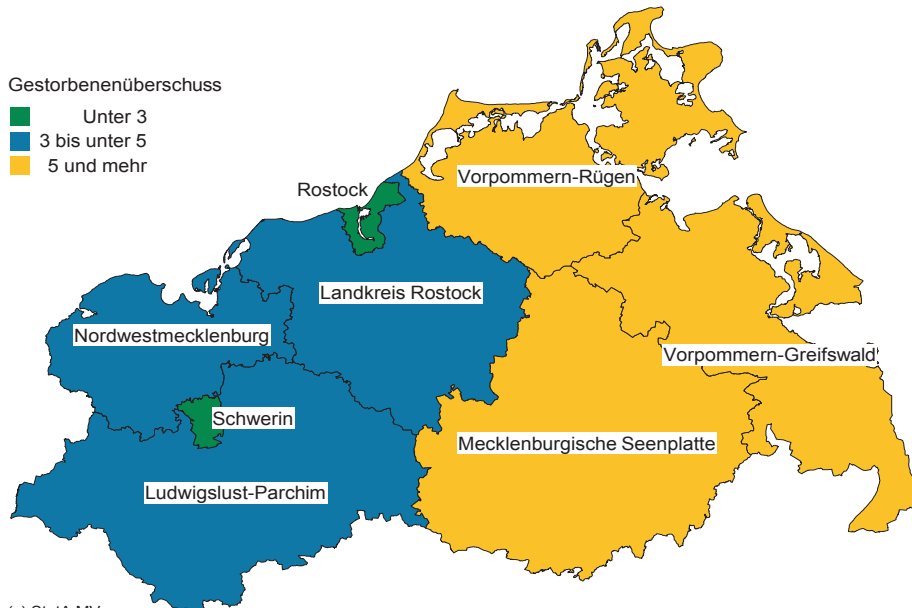 Gestorbenenüberschuss
Unter 3
3 bis unter 5
5 und mehr
Vorpommern-Rügen
Rostock
Landkreis Rostock
Nordwestmecklenburg
Vorpommern-Greifswald
Schwerin
Mecklenburgische Seenplatte
Ludwigslust-Parchim